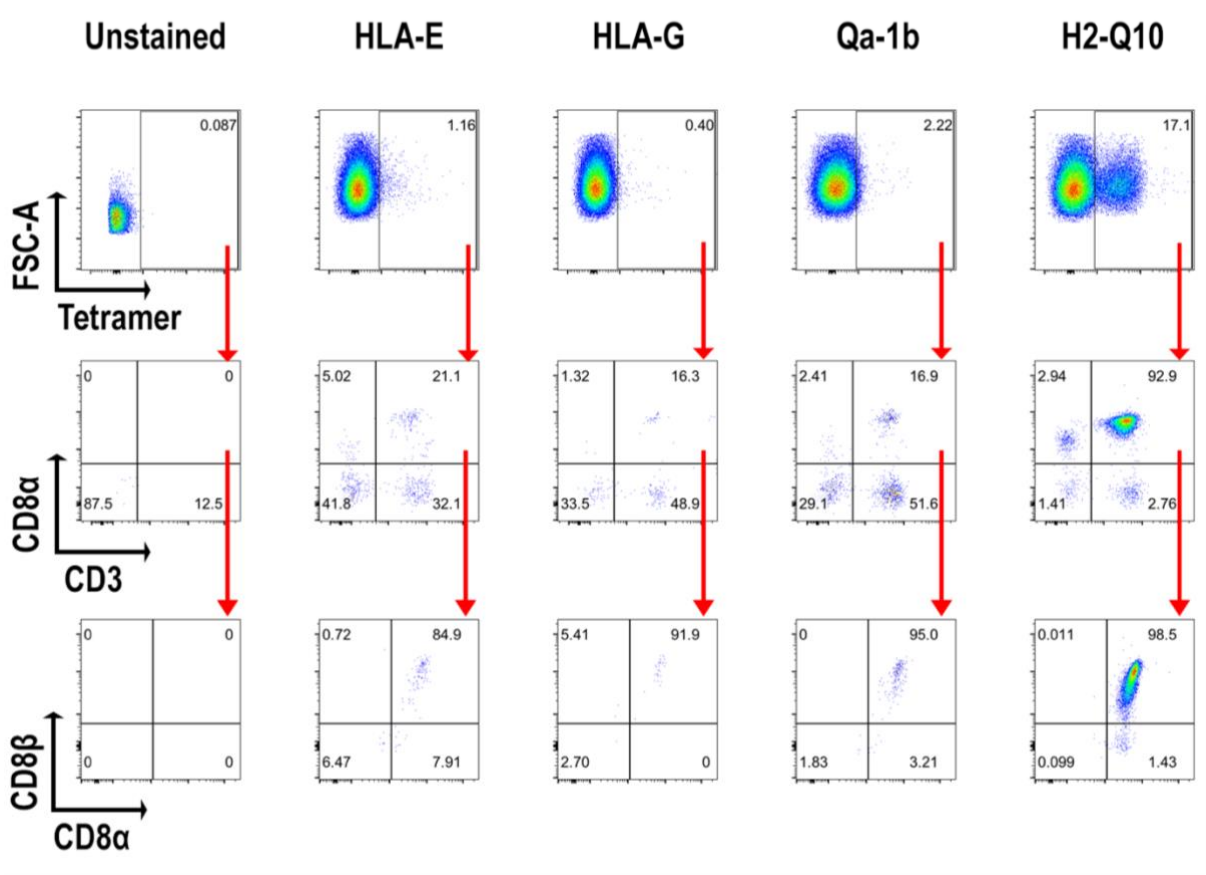 Unstained HLA-E HLA-G Qa-1b H2-Q10
0.087 1.16 0.40 2.22 17.1
FSC-A
Tetramer
0 0 5.02 21.1 1.32 16.3 2.41 16.9 2.94 92.9
CD8α
87.5 12.5 41.8 32.1 33.5 48.9 29.1 51.6 1.41 2.76
CD3
0 0 0.72 84.9 5.41 91.9 0 95.0 0.011 98.5
CD8β
0 0 6.47 7.91 2.70 0 1.83 3.21 0.099 1.43
CD8α